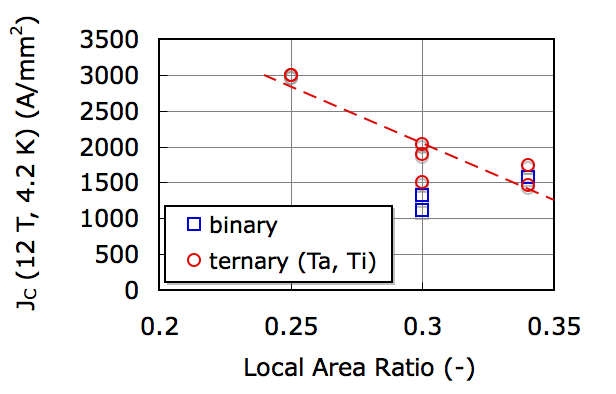 3500
3000
2500
2000
1500
1000
500
0
Jc (12 T, 4.2 K) (A/mm²)
binary
ternary (Ta, Ti)
0.2 0.25 0.3 0.35
Local Area Ratio (-)